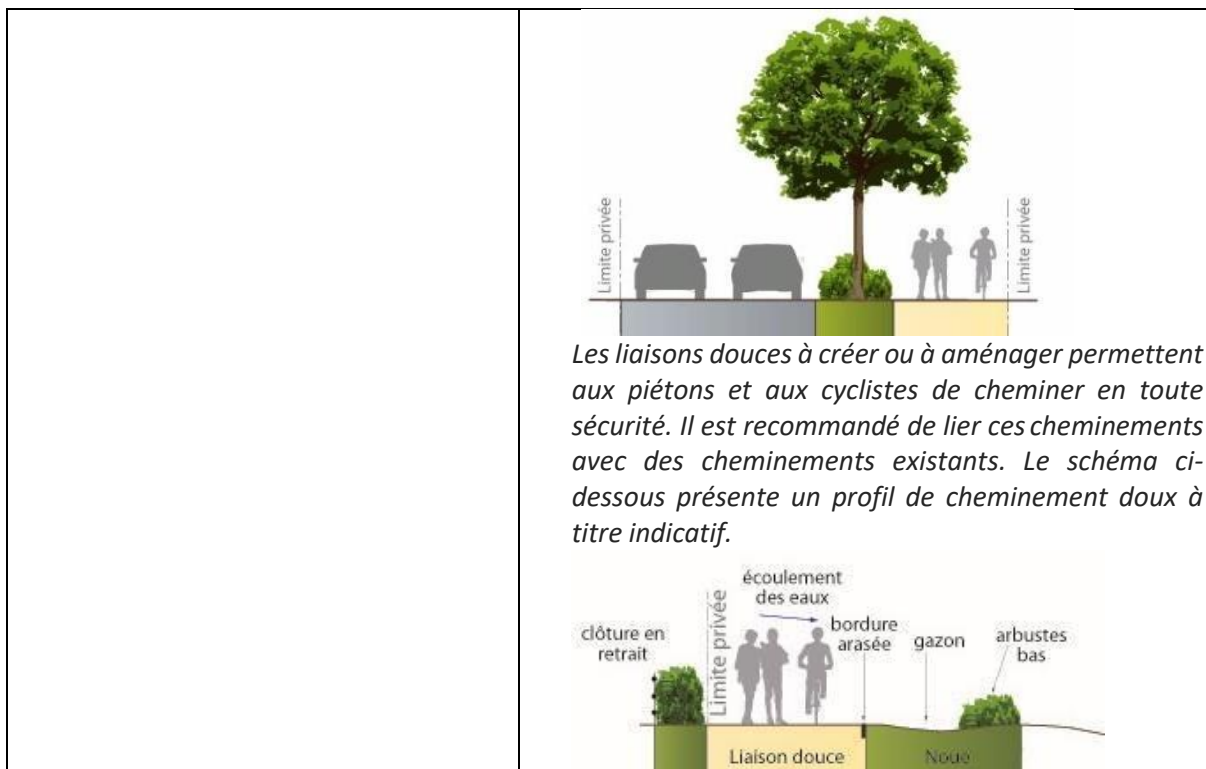 Limite privée
Limite privée
Les liaisons douces à créer ou à aménager permettent
aux piétons et aux cyclistes de cheminer en toute
sécurité. Il est recommandé de lier ces cheminements
avec des cheminements existants. Le schéma ci-
dessous présente un profil de cheminement doux à
titre indicatif.
écoulement
des eaux
clôture en
retrait
Limite privée
bordure
arasée
gazon
arbustes
bas
Liaison douce
Noue